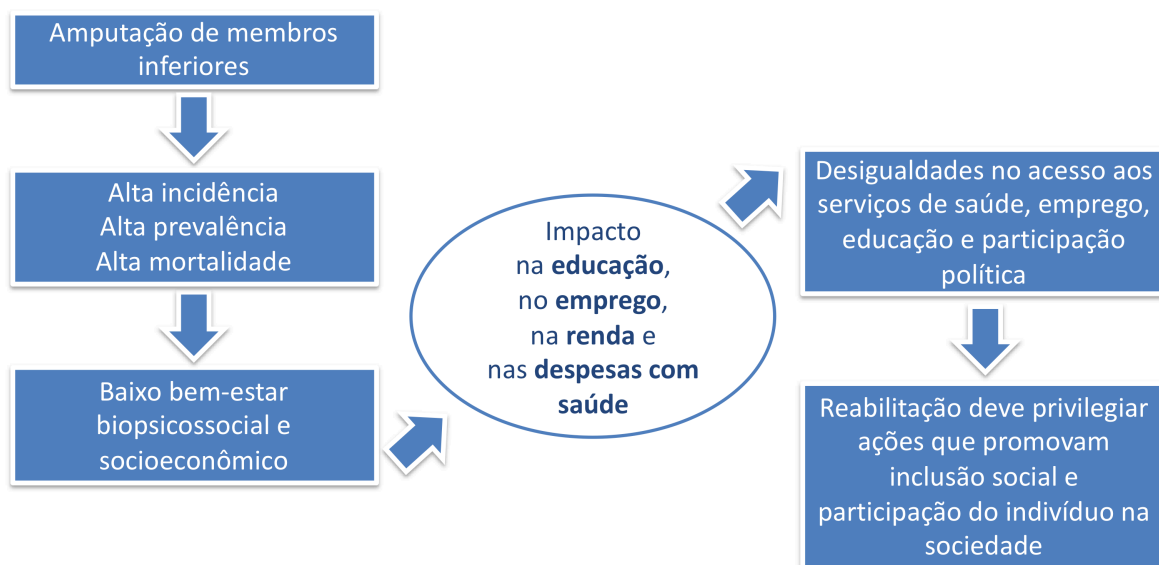 Amputação de membros
inferiores
Alta incidência
Alta prevalência
Alta mortalidade
Baixo bem-estar
biopsicossocial e
socioeconômico
Impacto
na educação,
no emprego,
na renda e
nas despesas com
saúde
Desigualdades no acesso aos
serviços de saúde, emprego,
educação e participação
política
Reabilitação deve privilegiar
ações que promovam
inclusão social e
participação do indivíduo na
sociedade